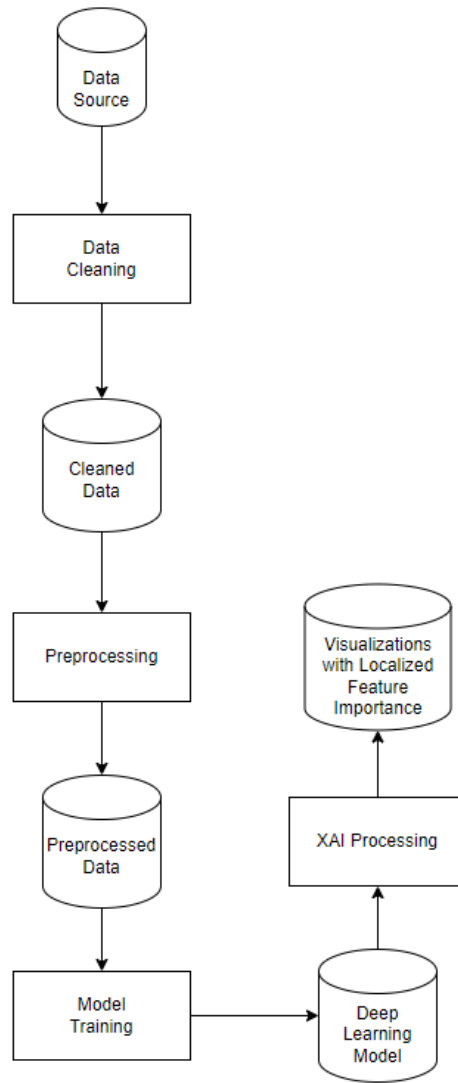 Data
Source
Data
Cleaning
Cleaned
Data
Preprocessing
Preprocessed
Data
Model
Training
Deep
Learning
Model
XAI Processing
Visualizations
with Localized
Feature
Importance